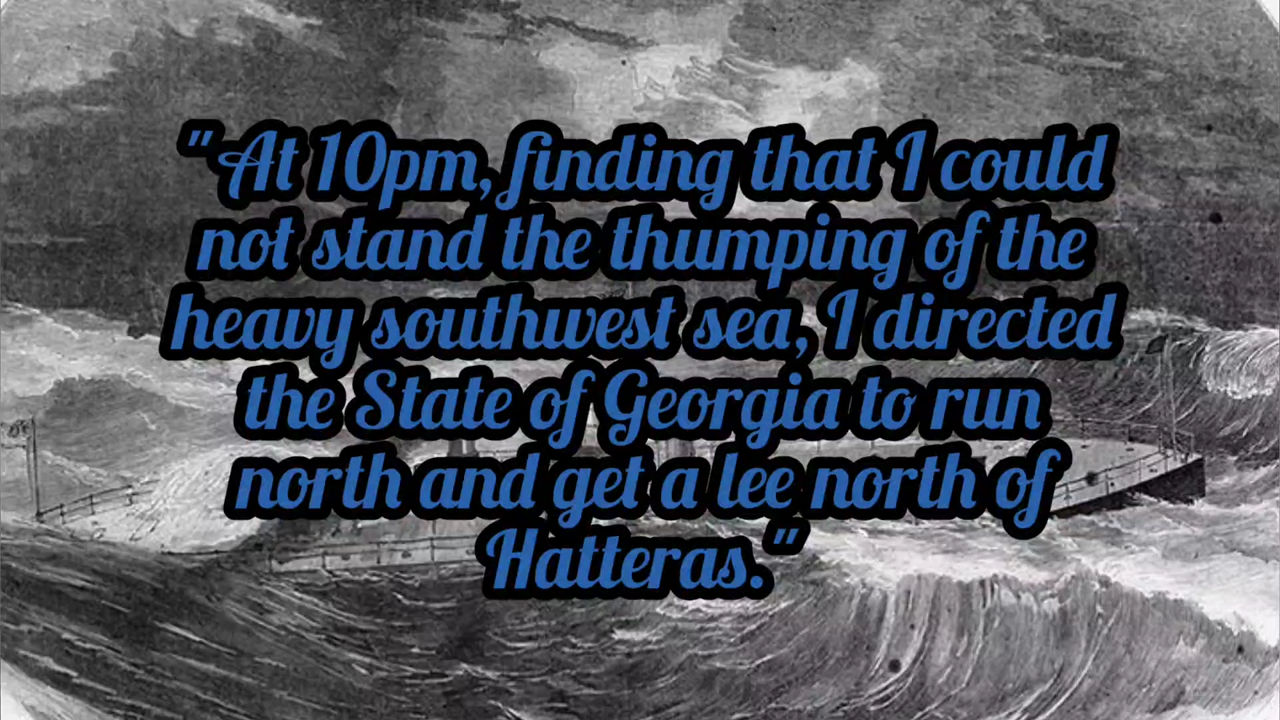 "At 10pm, finding that I could
not stand the thumping of the
heavy southwest sea, I directed
the State of Georgia to run
north and get a lee north of
Hatteras."